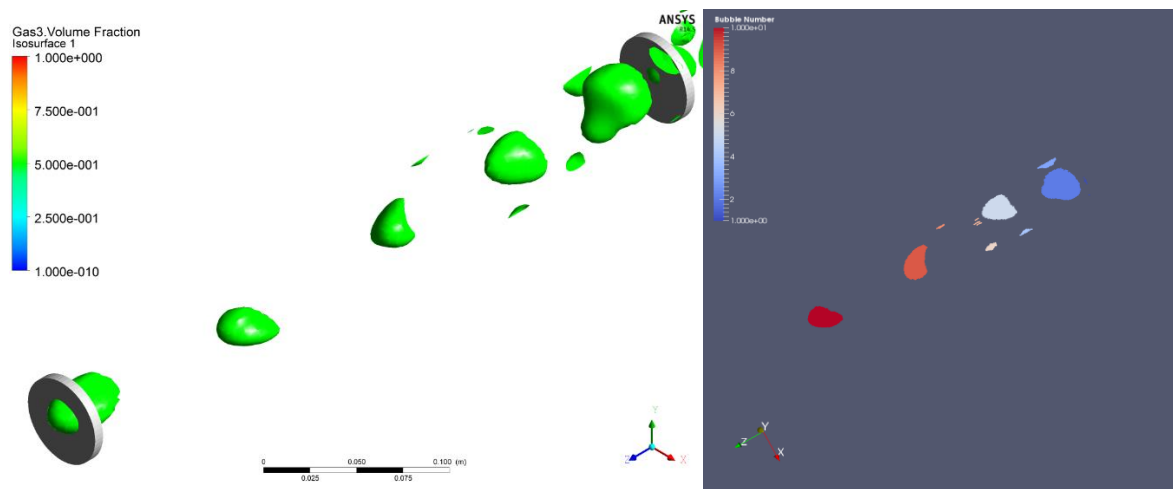 Gas3.Volume Fraction
Isosurface 1
1.000e+000
7.500e-001
5.000e-001
2.500e-001
1.000e-010
ANSYS
0
0.050
0.100 (m)
0.025
0.075
Y
Z
X
Bubble Number
1.000e+01
8
6
4
2
1.000e+00
Y
Z
X